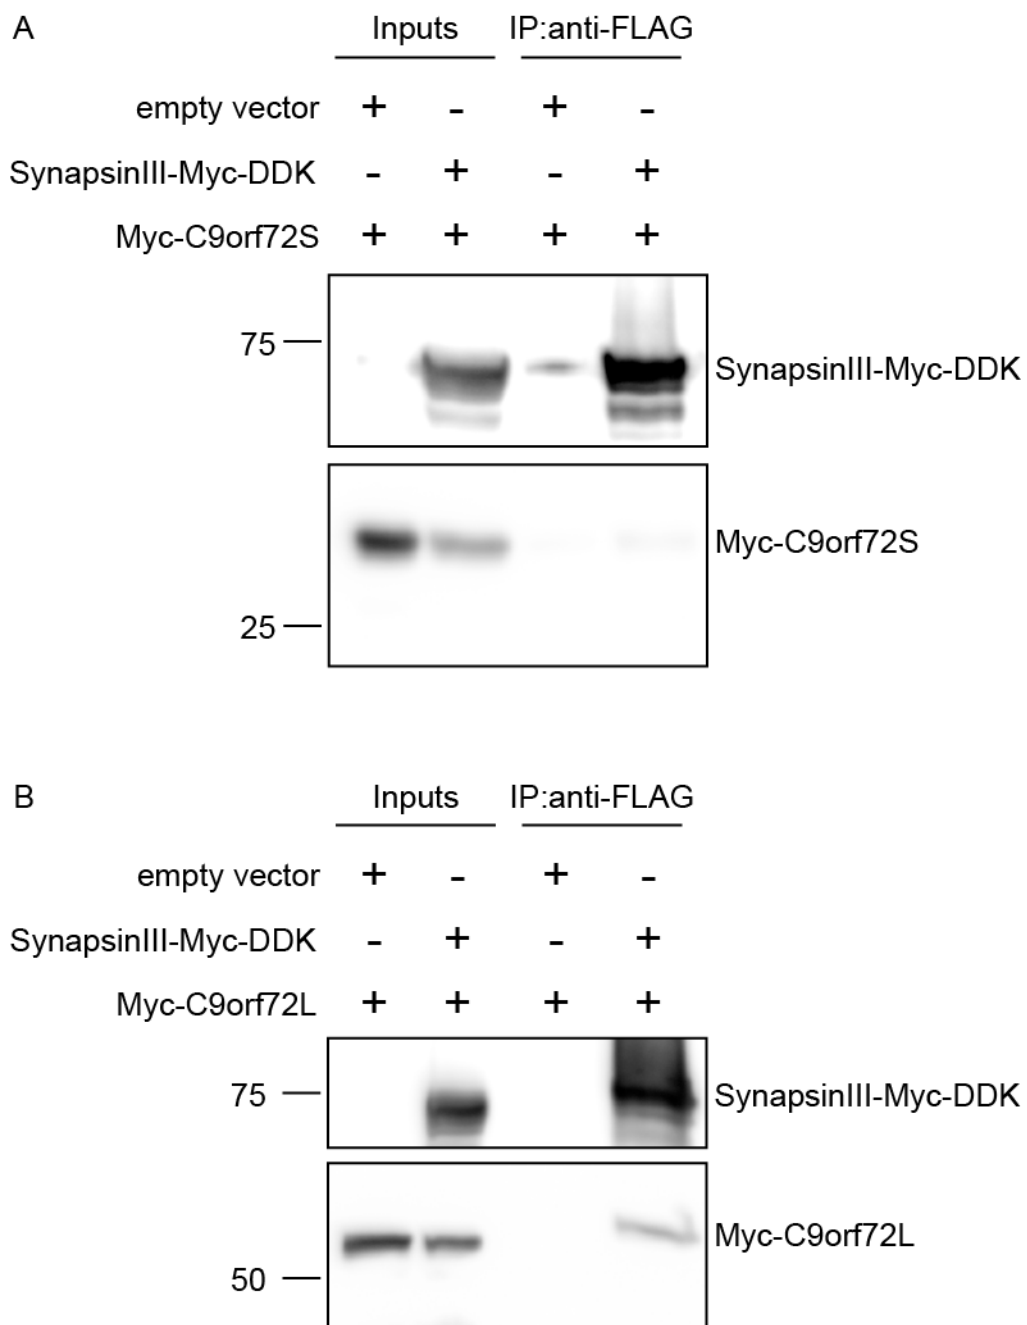 A
Inputs IP:anti-FLAG
empty vector + - + -
SynapsinIII-Myc-DDK - + - +
Myc-C9orf72S + + + +
75
SynapsinIII-Myc-DDK
Myc-C9orf72S
25
B
Inputs IP:anti-FLAG
empty vector + - + -
SynapsinIII-Myc-DDK - + - +
Myc-C9orf72L + + + +
75 SynapsinIII-Myc-DDK
Myc-C9orf72L
50